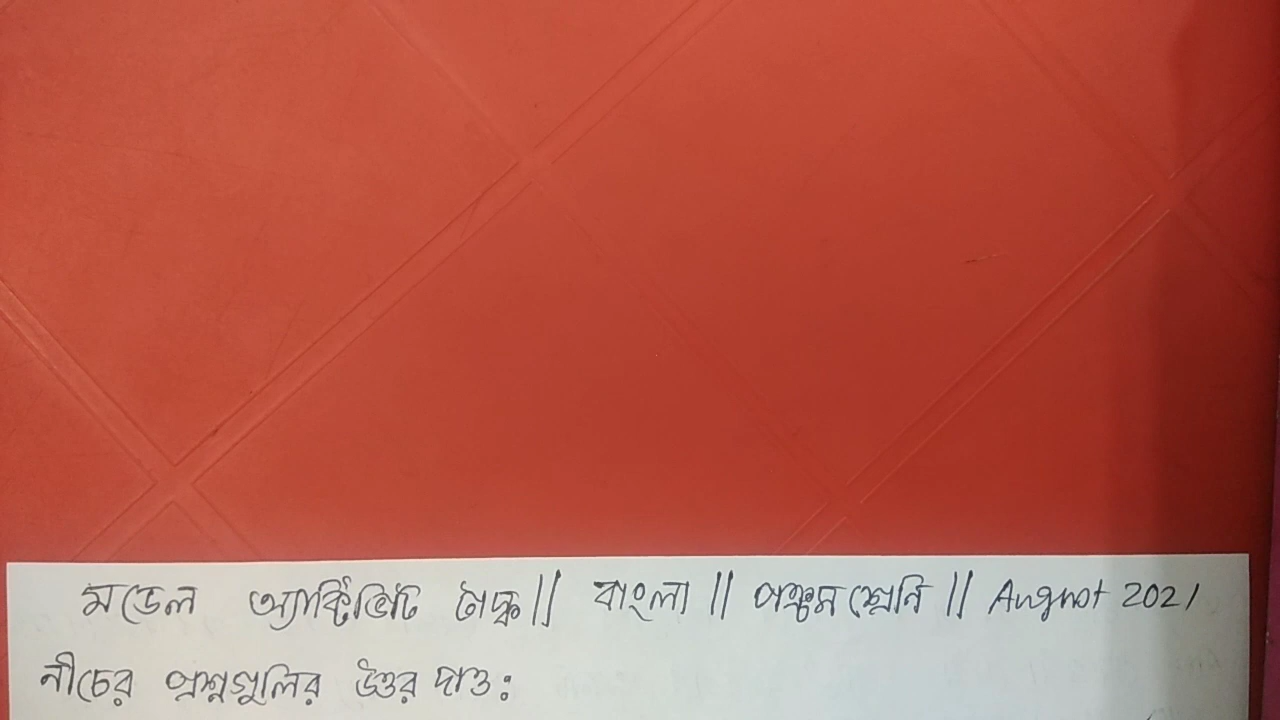 মডেল অ্যাক্টিভিটি টাস্ক || বাংলা || পঞ্চম শ্রেনি || August 2021
নীচের প্রশ্নগুলির উত্তর দাও :